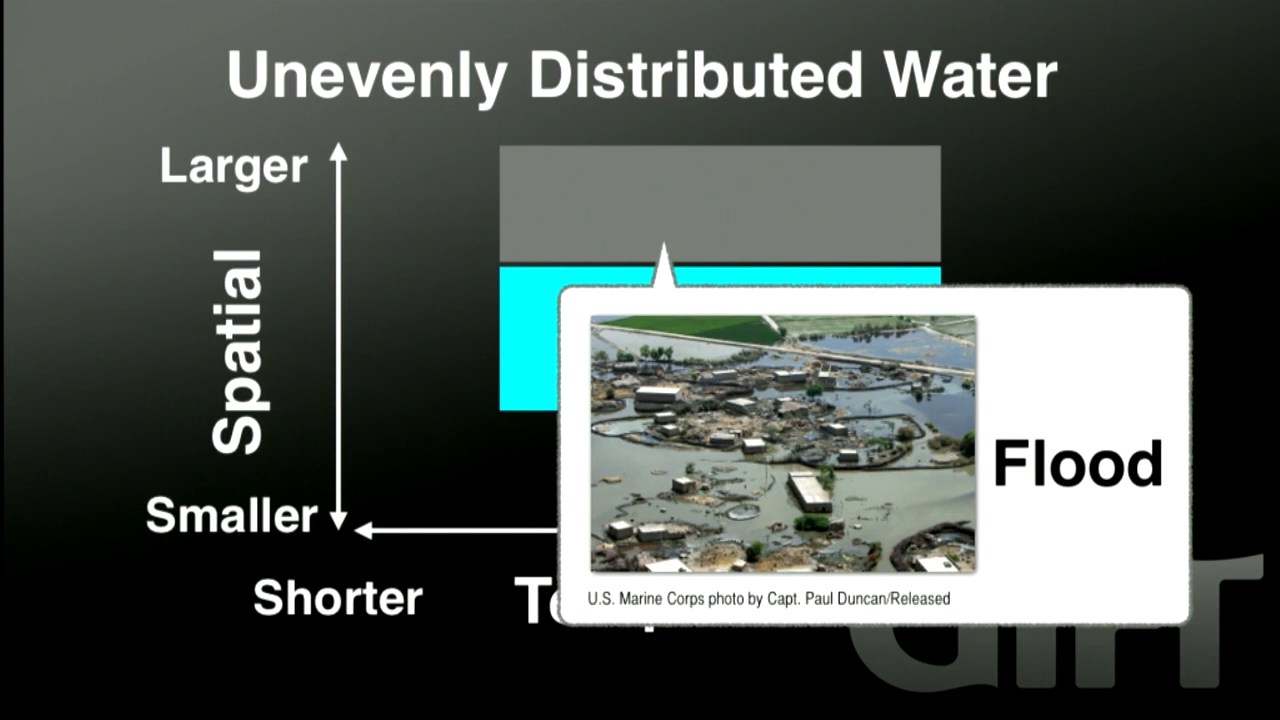 Unevenly Distributed Water
Larger
Spatial
Smaller
Shorter
Flood
U.S. Marine Corps photo by Capt. Paul Duncan/Released